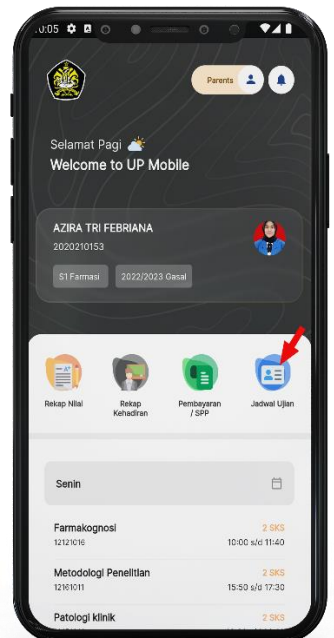 :05
Parents
Selamat Pagi
Welcome to UP Mobile
AZIRA TRI FEBRIANA
2020210153
S1 Farmasi
2022/2023 Gasal
Rekap Nilai
Rekap Kehadiran
Pembayaran / SPP
Jadwal Ujian
Senin
Farmakognosi
2 SKS
12121016
10:00 s/d 11:40
Metodologi Penelitian
2 SKS
12161011
15:50 s/d 17:30
Patologi klinik
2 SKS